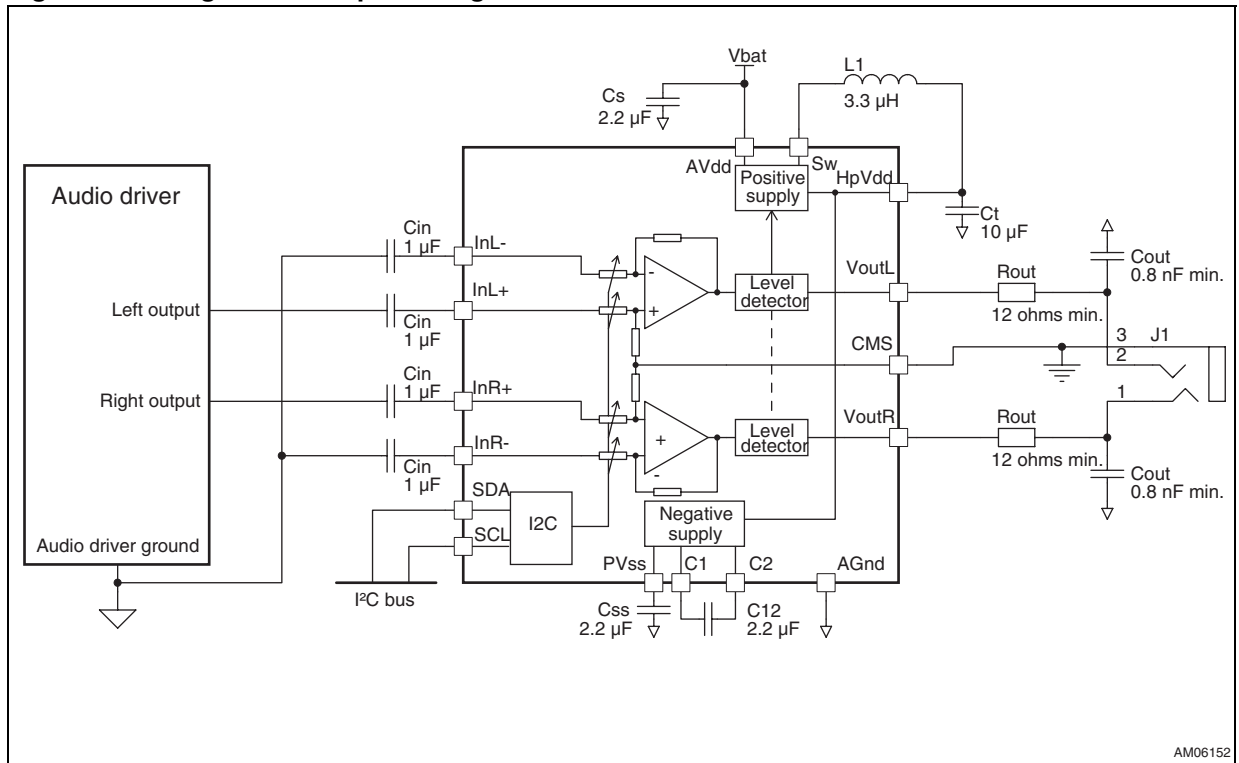 Vbat
L1
3.3 µH
Cs
2.2 µF
AVdd
Sw
HpVdd
Positive
supply
Ct
10 µF
Audio driver
Cin
1 µF
InL-
-
Level
detector
VoutL
Rout
12 ohms min.
Cout
0.8 nF min.
Left output
Cin
1 µF
InL+
+
CMS
3
J1
2
1
Right output
Cin
1 µF
InR+
+
Level
detector
VoutR
Rout
12 ohms min.
Cout
0.8 nF min.
Cin
1 µF
InR-
-
SDA
I2C
SCL
Negative
supply
Audio driver ground
I²C bus
PVss
C1
C2
AGnd
Css
2.2 µF
C12
2.2 µF
AM06152